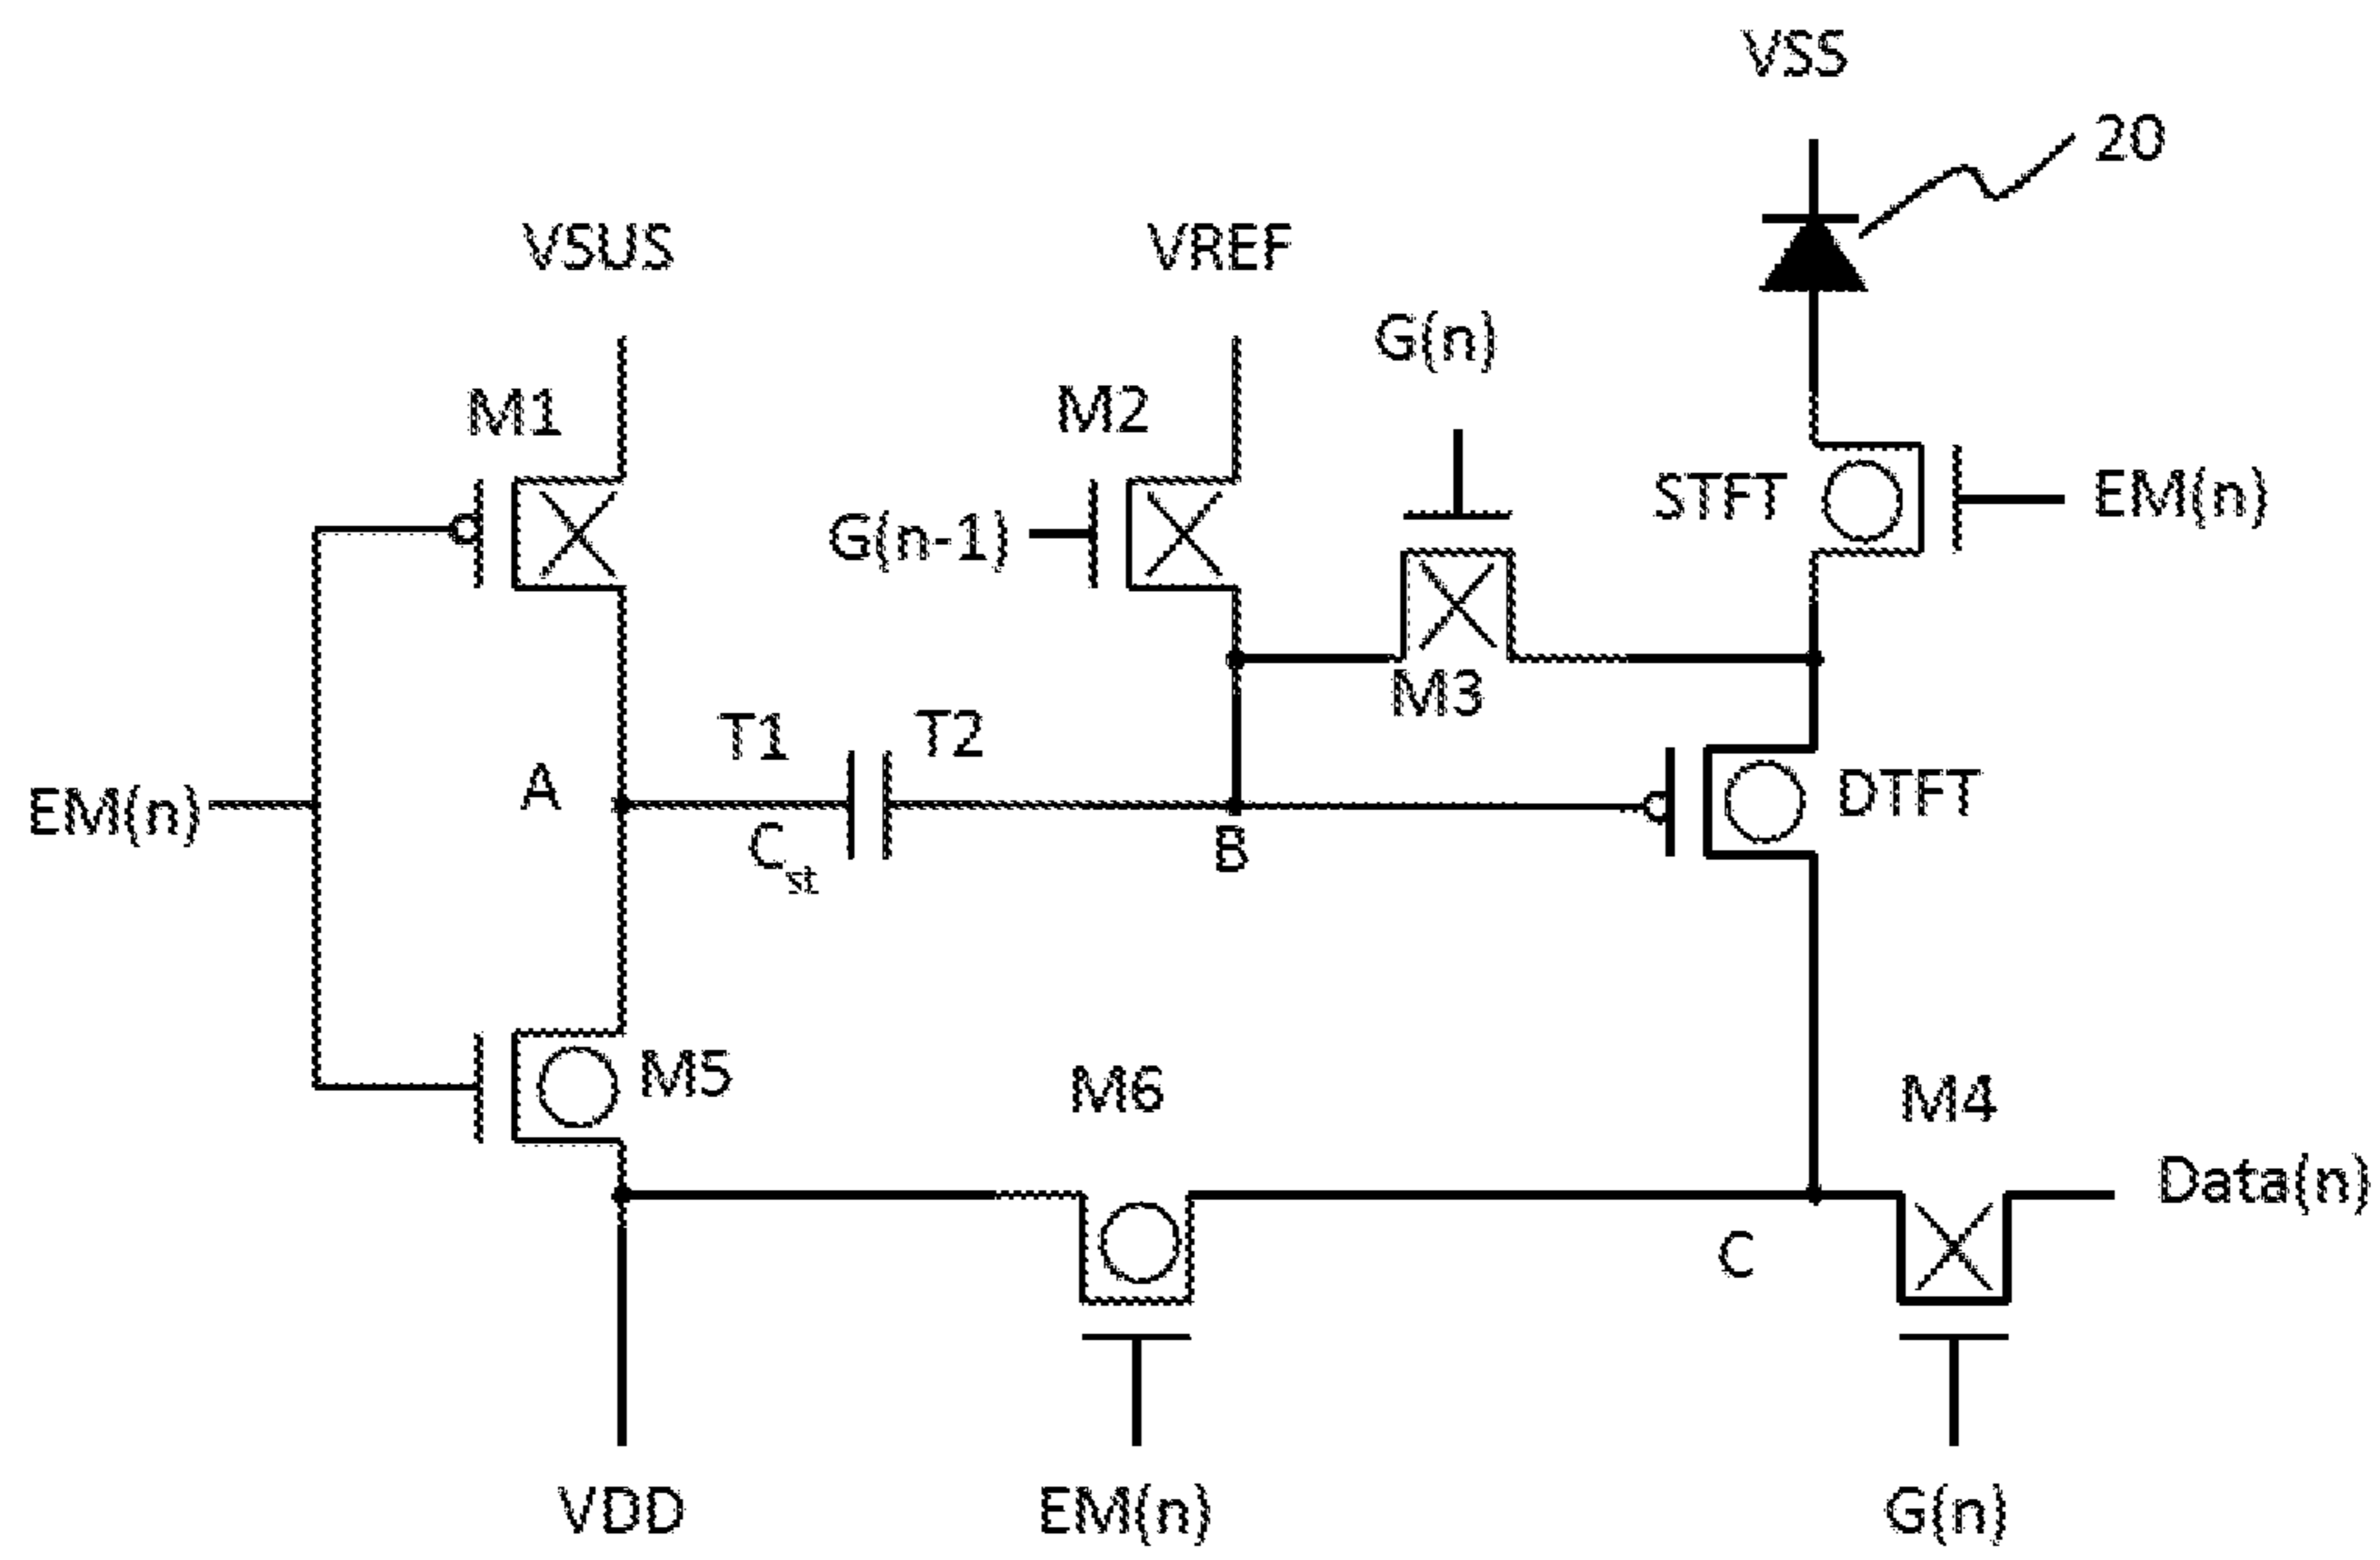 VSS
20
VSUS
VREF
G(n)
M1
M2
STFT
EM(n)
G(n-1)
M3
T1
T2
A
DTFT
EM(n)
Cst
B
M5
M6
M4
Data(n)
C
VDD
EM(n)
G(n)